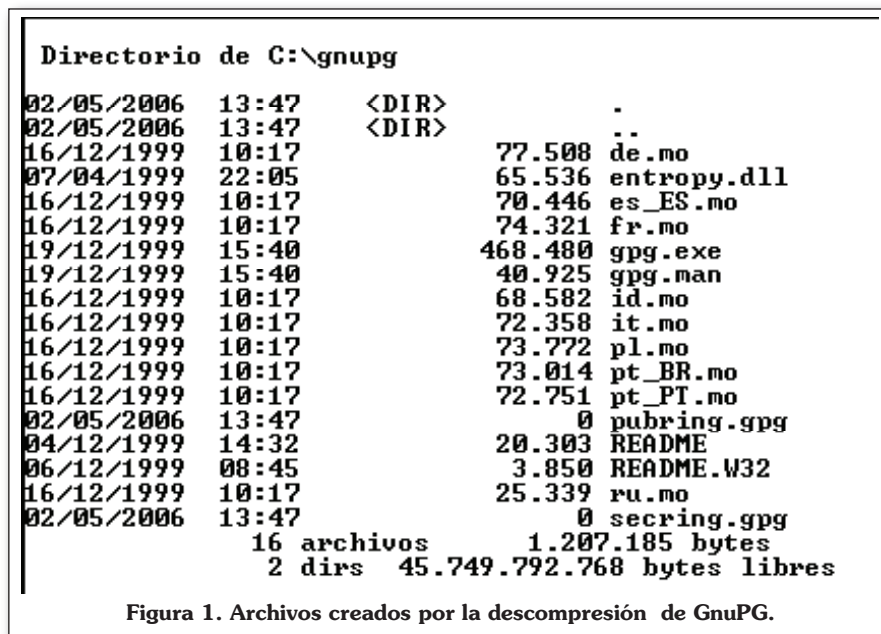 Directorio de C:\gnupg
02/05/2006 13:47 <DIR> .
02/05/2006 13:47 <DIR> ..
16/12/1999 10:17 77.508 de.mo
07/04/1999 22:05 65.536 entropy.dll
16/12/1999 10:17 70.446 es_ES.mo
16/12/1999 10:17 74.321 fr.mo
19/12/1999 15:40 468.480 gpg.exe
19/12/1999 15:40 40.925 gpg.man
16/12/1999 10:17 68.582 id.mo
16/12/1999 10:17 72.358 it.mo
16/12/1999 10:17 73.772 pl.mo
16/12/1999 10:17 73.014 pt_BR.mo
16/12/1999 10:17 72.751 pt_PT.mo
02/05/2006 13:47 0 pubring.gpg
04/12/1999 14:32 20.303 README
06/12/1999 08:45 3.850 README.W32
16/12/1999 10:17 25.339 ru.mo
02/05/2006 13:47 0 secring.gpg
16 archivos 1.207.185 bytes
2 dirs 45.749.792.768 bytes libres
Figura 1. Archivos creados por la descompresión de GnuPG.